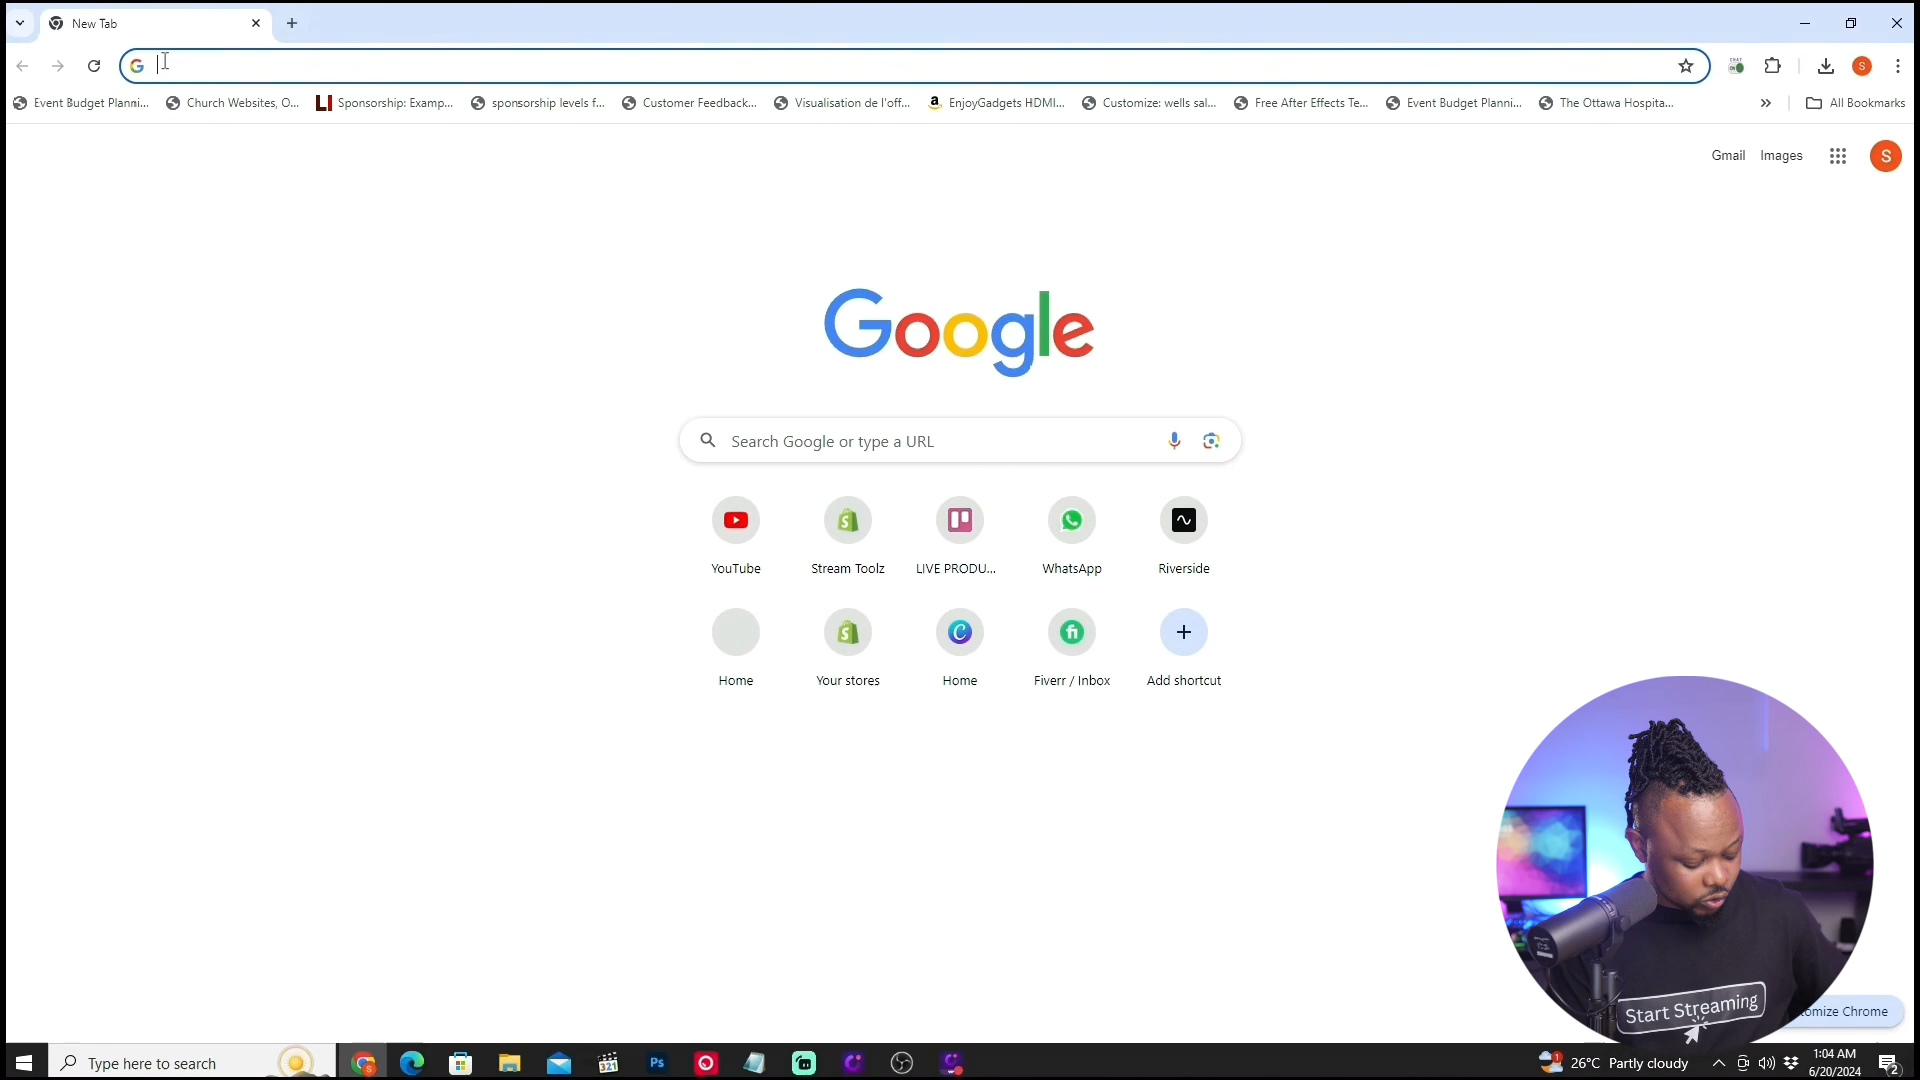 New Tab
Event Budget Planni...
Church Websites, O...
Sponsorship: Examp...
sponsorship levels f...
Customer Feedback...
Visualisation de l'off...
EnjoyGadgets HDMI...
Customize: wells sal...
Free After Effects Te...
Event Budget Planni...
The Ottawa Hospita...
All Bookmarks
Gmail
Images
S
Google
Search Google or type a URL
YouTube
Stream Toolz
LIVE PRODU...
WhatsApp
Riverside
Home
Your stores
Home
Fiverr / Inbox
Add shortcut
Start Streaming
tomize Chrome
Type here to search
26°C Partly cloudy
1:04 AM
6/20/2024